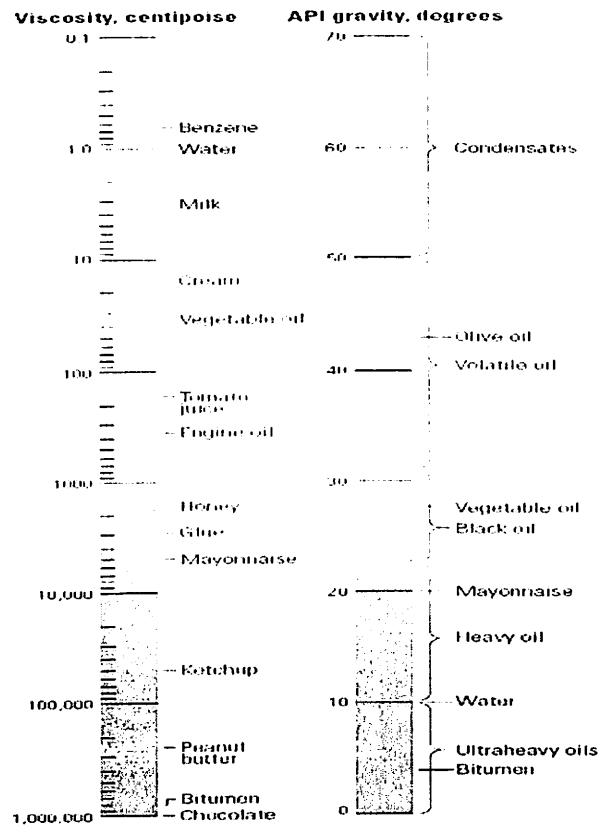 Viscosity, centipoise
0.1
Benzene
1.0
Water
Milk
10
Cream
Vegetable oil
100
Tomato
juice
Engine oil
1000
Honey
Glue
Mayonnaise
10,000
Ketchup
100,000
Peanut
butter
Bitumen
1,000,000
Chocolate
API gravity, degrees
70
60
Condensates
50
Olive oil
40
Volatile oil
30
Vegetable oil
Black oil
20
Mayonnaise
Heavy oil
10
Water
Ultraheavy oils
Bitumen
0